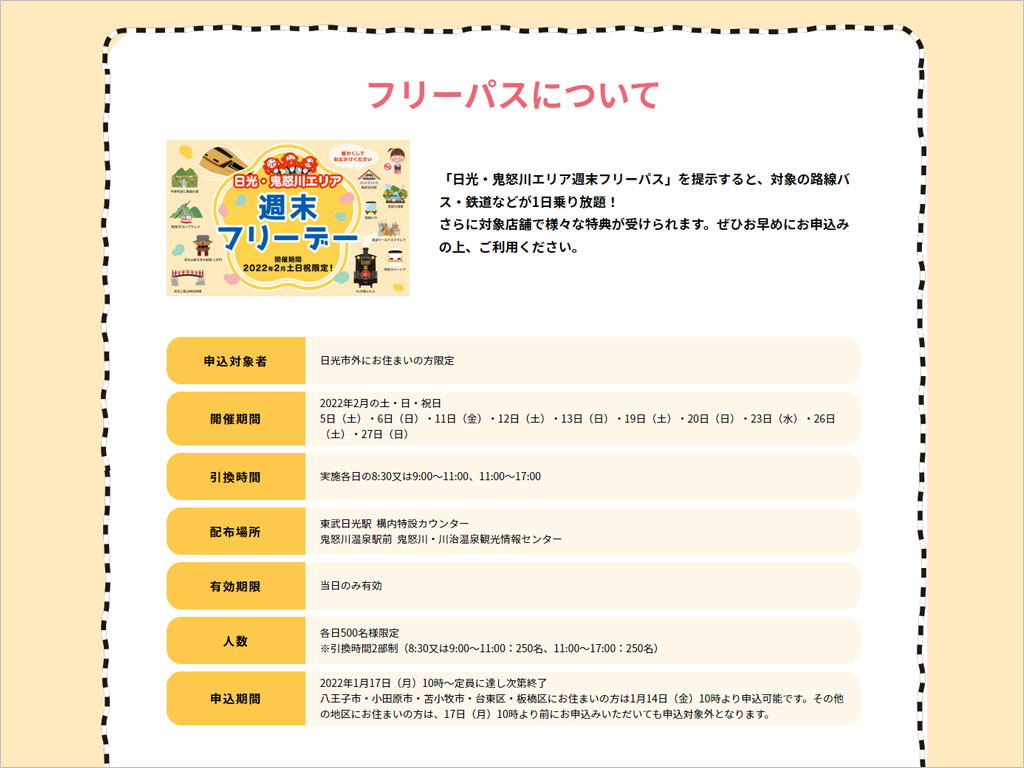 フリーパスについて
暖かくして
お出かけください
日光・鬼怒川エリア
週末
フリーデー
開催期間
2022年2月土日祝限定！
「日光・鬼怒川エリア週末フリーパス」を提示すると、対象の路線バ
ス・鉄道などが1日乗り放題！
さらに対象店舗で様々な特典が受けられます。ぜひお早めにお申込み
の上、ご利用ください。
申込対象者
日光市外にお住まいの方限定
開催期間
2022年2月の土・日・祝日
5日（土）・6日（日）・11日（金）・12日（土）・13日（日）・19日（土）・20日（日）・23日（水）・26日
（土）・27日（日）
引換時間
実施各日の8:30又は9:00〜11:00、11:00〜17:00
配布場所
東武日光駅 構内特設カウンター
鬼怒川温泉駅前 鬼怒川・川治温泉観光情報センター
有効期限
当日のみ有効
人数
各日500名様限定
※引換時間2部制（8:30又は9:00〜11:00：250名、11:00〜17:00：250名）
申込期間
2022年1月17日（月）10時〜定員に達し次第終了
八王子市・小田原市・苫小牧市・台東区・板橋区にお住まいの方は1月14日（金）10時より申込可能です。その他
の地区にお住まいの方は、17日（月）10時より前にお申込みいただいても申込対象外となります。